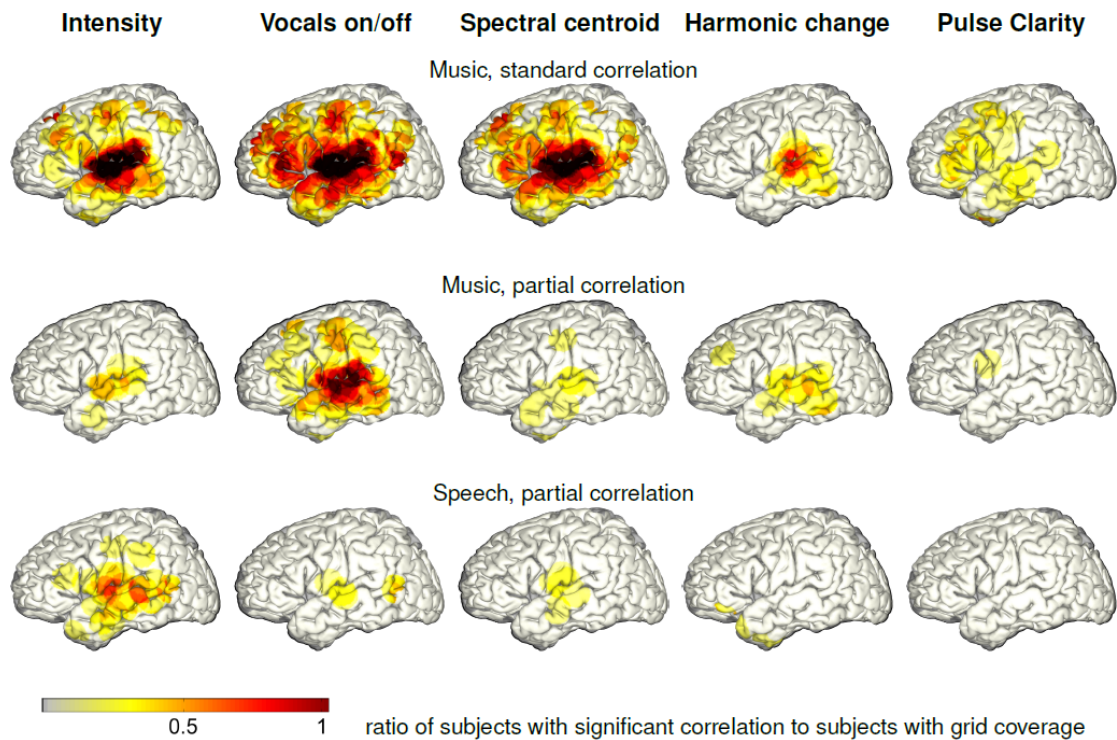 Intensity Vocals on/off Spectral centroid Harmonic change Pulse Clarity
Music, standard correlation
Music, partial correlation
Speech, partial correlation
0.5 1 ratio of subjects with significant correlation to subjects with grid coverage